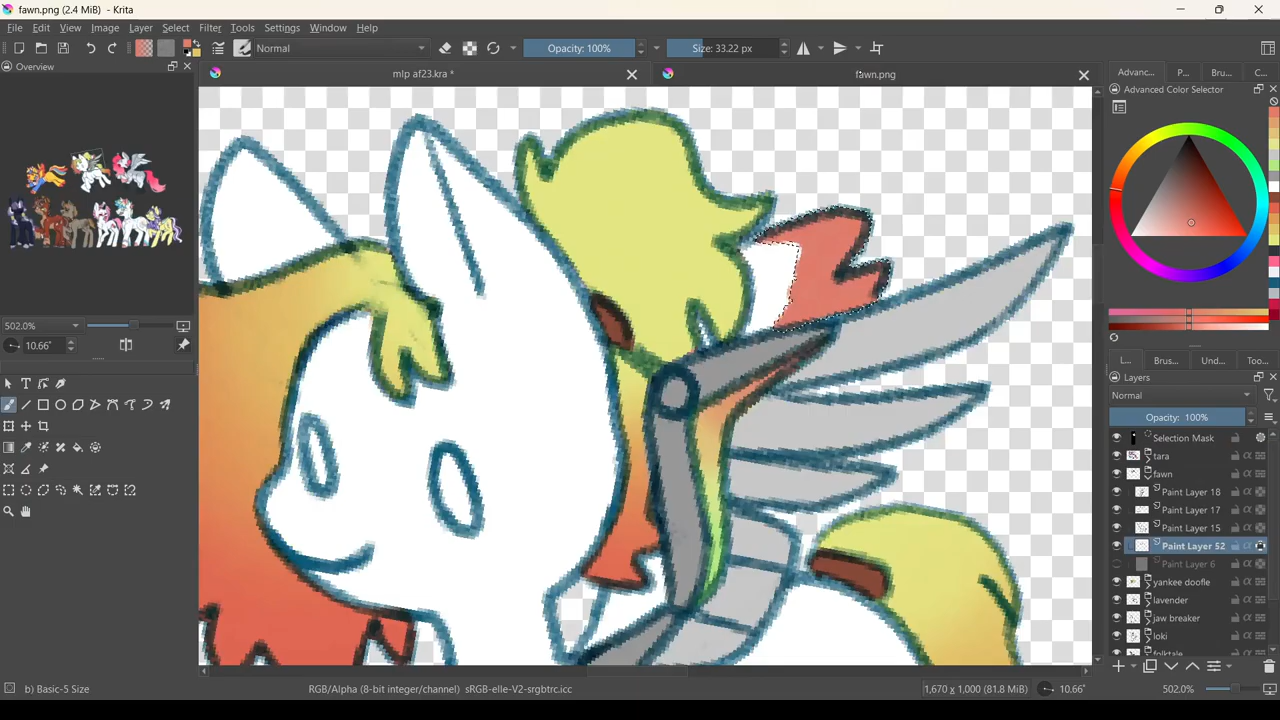 fawn.png (2.4 MiB) - Krita
File Edit View Image Layer Select Filter Tools Settings Window Help
Normal Opacity: 100% Size: 33.22 px
Overview
mlp af23.kra *
fawn.png
Advanc... P... Bru... C...
Advanced Color Selector
502.0%
10.66°
L... Brus... Und... Too...
Layers
Normal
Opacity: 100%
Selection Mask
tara
fawn
Paint Layer 18
Paint Layer 17
Paint Layer 15
Paint Layer 52
Paint Layer 6
yankee doofle
lavender
jaw breaker
loki
folktale
b) Basic-5 Size
RGB/Alpha (8-bit integer/channel) sRGB-elle-V2-srgbtrc.icc
1,670 x 1,000 (81.8 MiB)
10.66°
502.0%